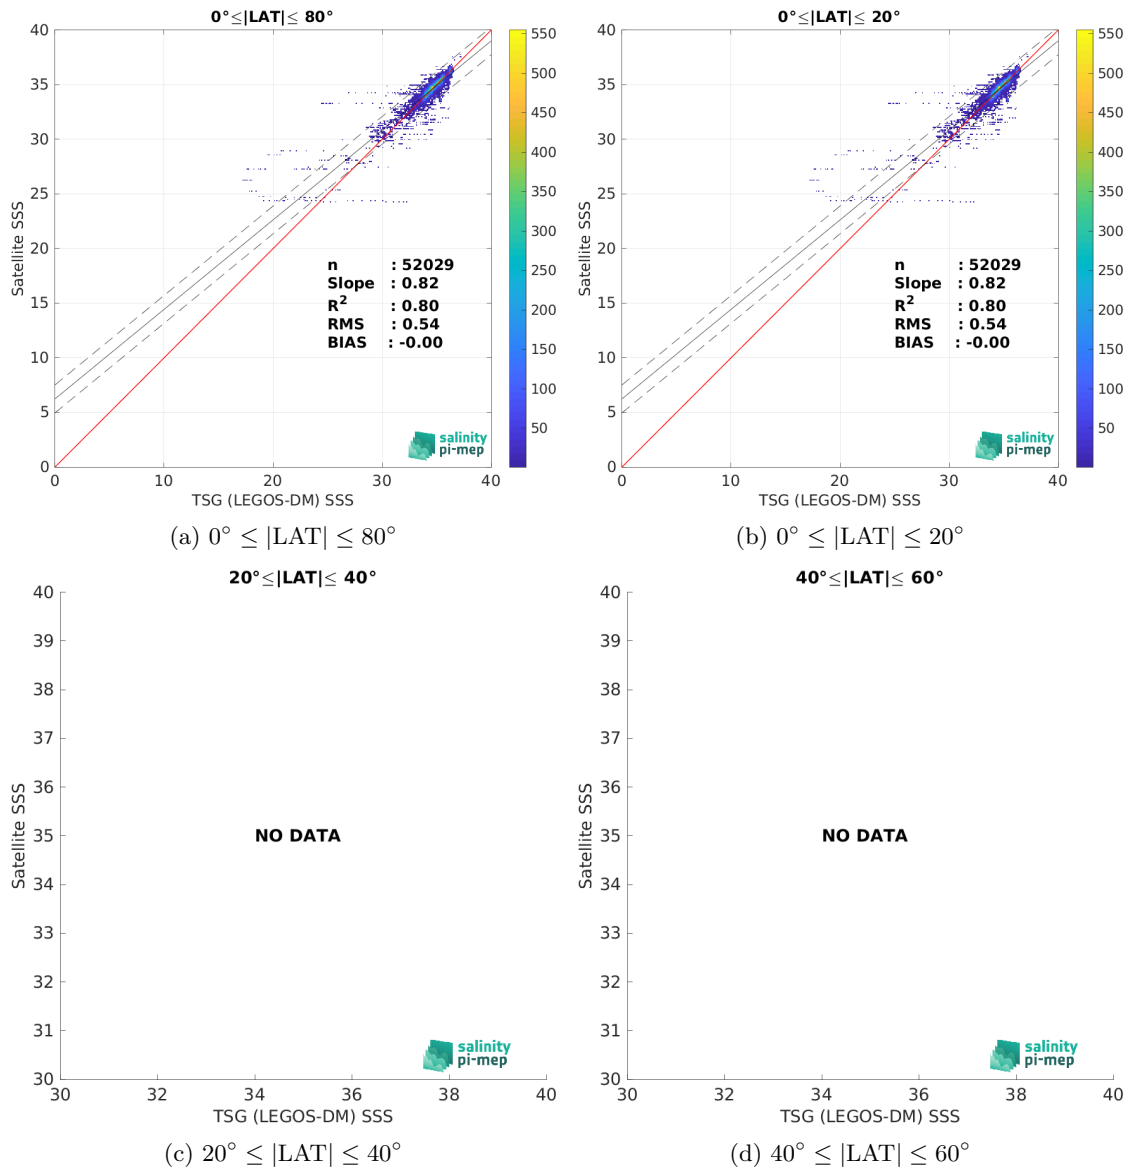 0°≤|LAT|≤ 80°
40
35
30
25
20
15
10
5
0
Satellite SSS
n : 52029
Slope : 0.82
R² : 0.80
RMS : 0.54
BIAS : -0.00
salinity
pi-mep
0 10 20 30 40
TSG (LEGOS-DM) SSS
550
500
450
400
350
300
250
200
150
100
50
(a) 0° ≤ |LAT| ≤ 80°
0°≤|LAT|≤ 20°
40
35
30
25
20
15
10
5
0
Satellite SSS
n : 52029
Slope : 0.82
R² : 0.80
RMS : 0.54
BIAS : -0.00
salinity
pi-mep
0 10 20 30 40
TSG (LEGOS-DM) SSS
550
500
450
400
350
300
250
200
150
100
50
(b) 0° ≤ |LAT| ≤ 20°
20°≤|LAT|≤ 40°
40
39
38
37
36
35
34
33
32
31
30
Satellite SSS
NO DATA
salinity
pi-mep
30 32 34 36 38 40
TSG (LEGOS-DM) SSS
(c) 20° ≤ |LAT| ≤ 40°
40°≤|LAT|≤ 60°
40
39
38
37
36
35
34
33
32
31
30
Satellite SSS
NO DATA
salinity
pi-mep
30 32 34 36 38 40
TSG (LEGOS-DM) SSS
(d) 40° ≤ |LAT| ≤ 60°